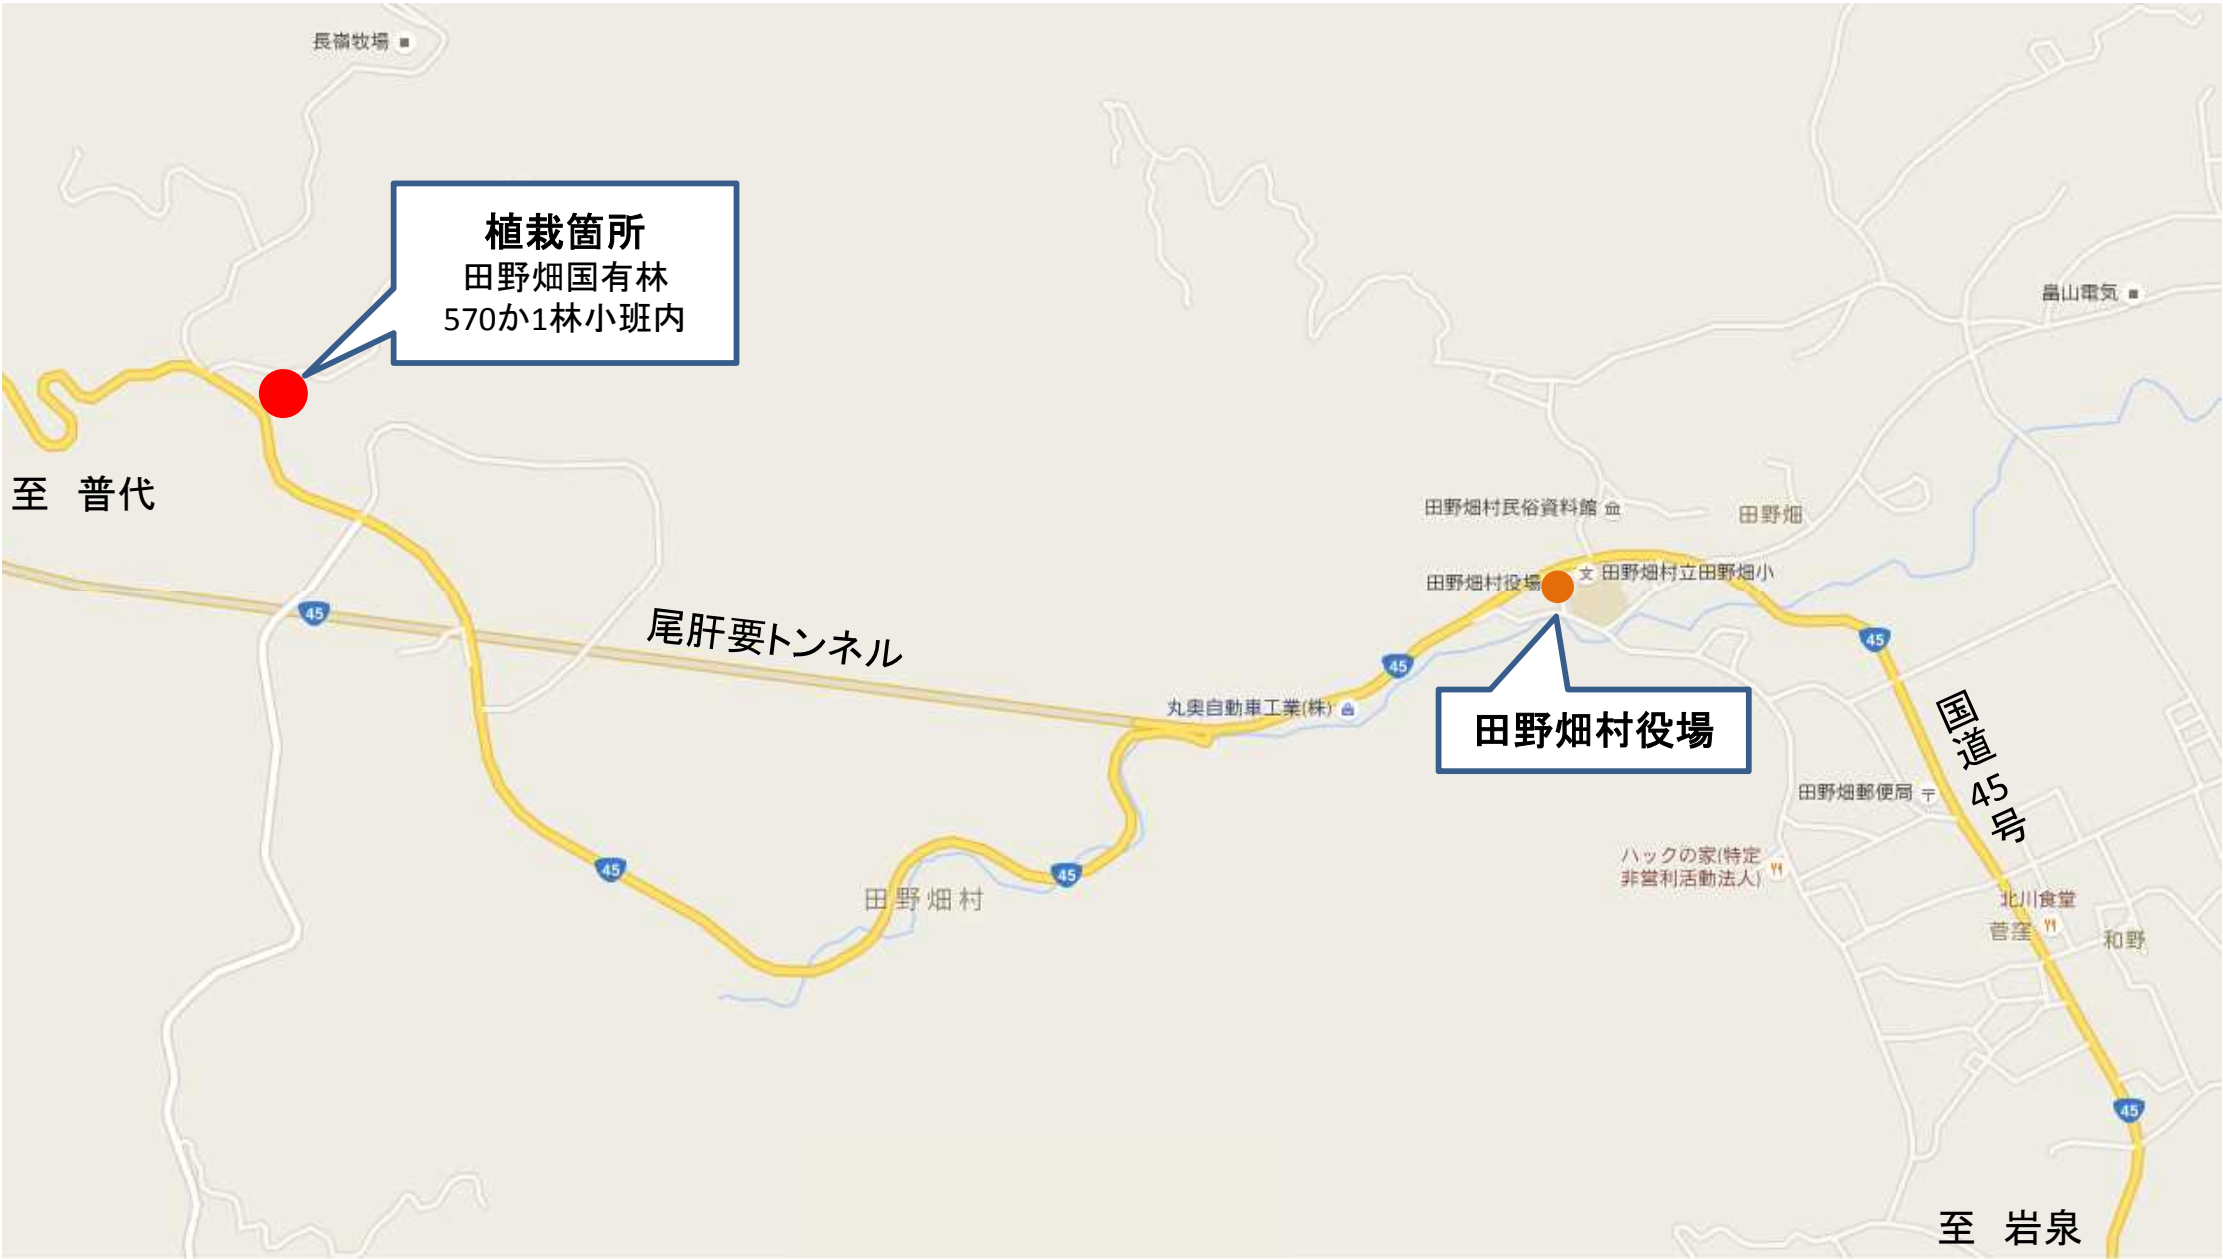 長嶺牧場
植栽箇所
田野畑国有林
570か1林小班内
畠山電気
至　普代
田野畑村民俗資料館
田野畑
田野畑村役場
文
田野畑村立田野畑小
45
尾肝要トンネル
45
45
丸奥自動車工業(株)
田野畑村役場
国道45号
田野畑郵便局
〒
ハックの家(特定
非営利活動法人)
45
45
田野畑村
北川食堂
菅窪
和野
45
至　岩泉